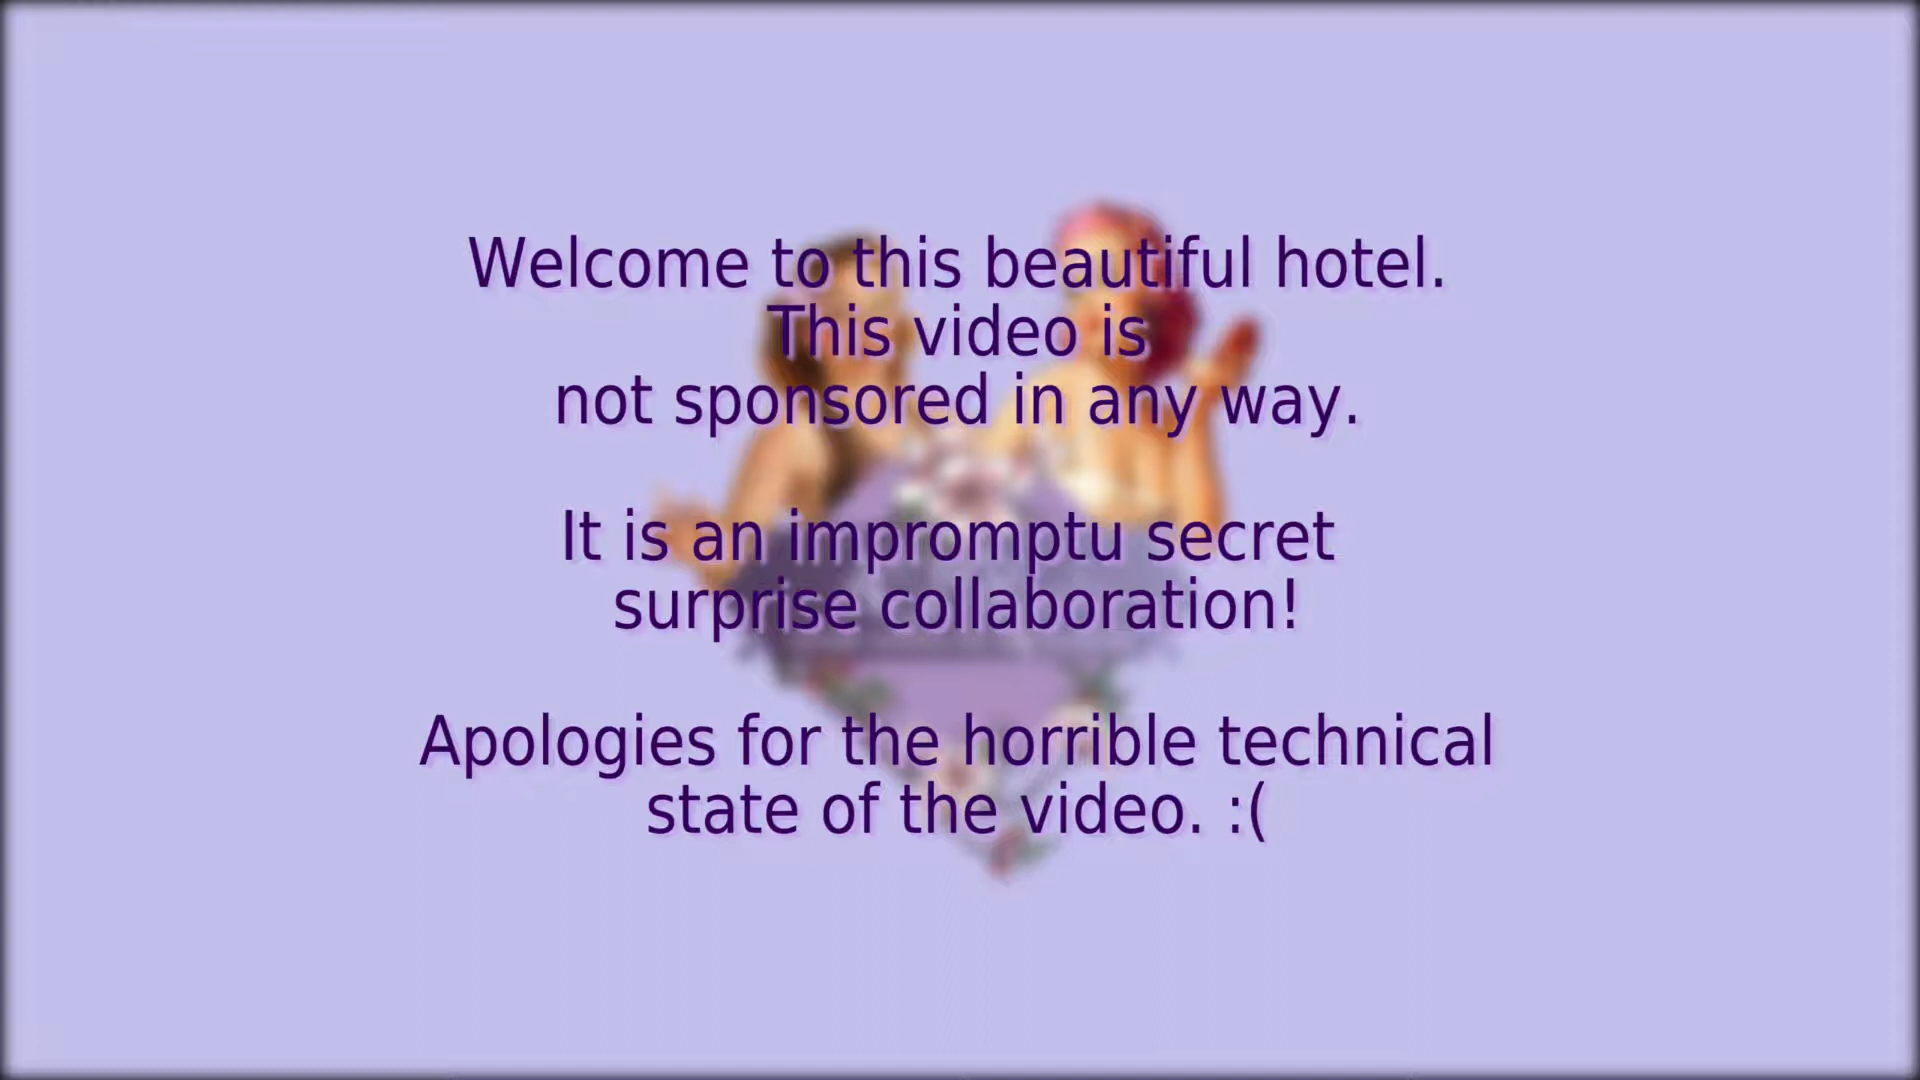 Welcome to this beautiful hotel.
This video is
not sponsored in any way.
It is an impromptu secret
surprise collaboration!
Apologies for the horrible technical
state of the video. :(